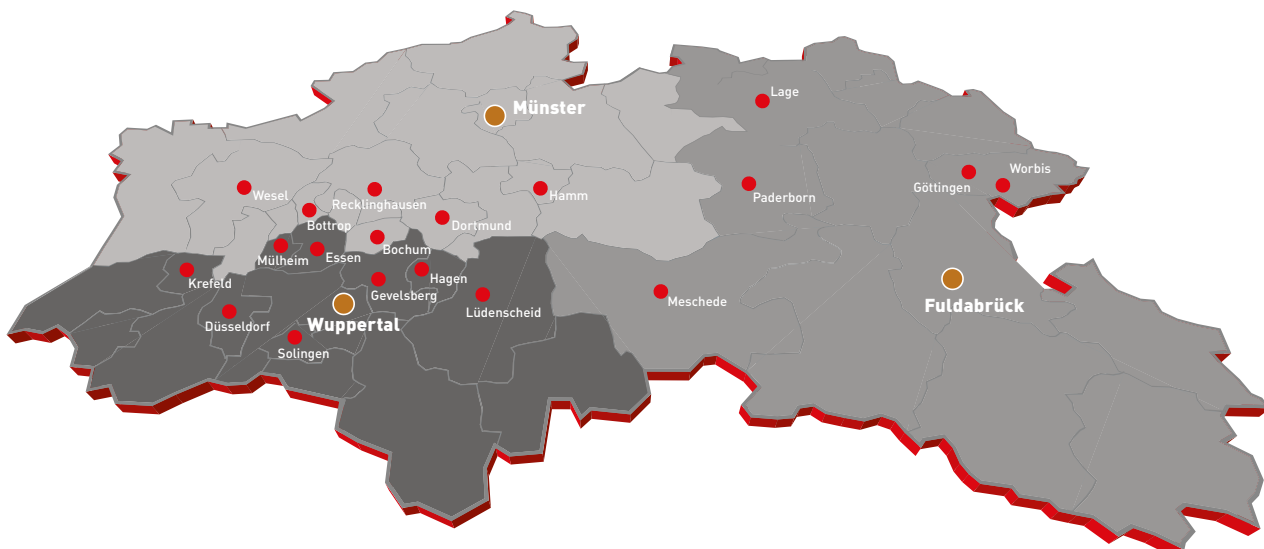 Lage
Münster
Worbis
Göttingen
Paderborn
Wesel
Recklinghausen
Hamm
Bottrop
Dortmund
Bochum
Essen
Mülheim
Hagen
Krefeld
Gevelsberg
Meschede
Fuldabrück
Lüdenscheid
Düsseldorf
Wuppertal
Solingen